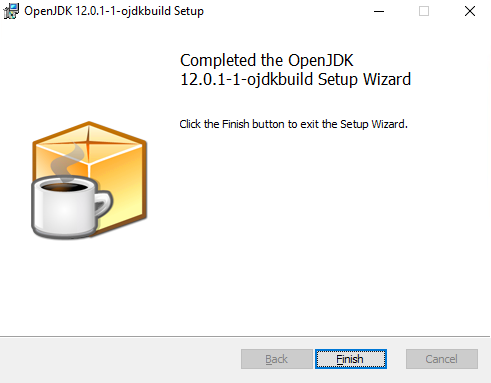 OpenJDK 12.0.1-1-ojdkbuild Setup
Completed the OpenJDK
12.0.1-1-ojdkbuild Setup Wizard
Click the Finish button to exit the Setup Wizard.
Back
Finish
Cancel